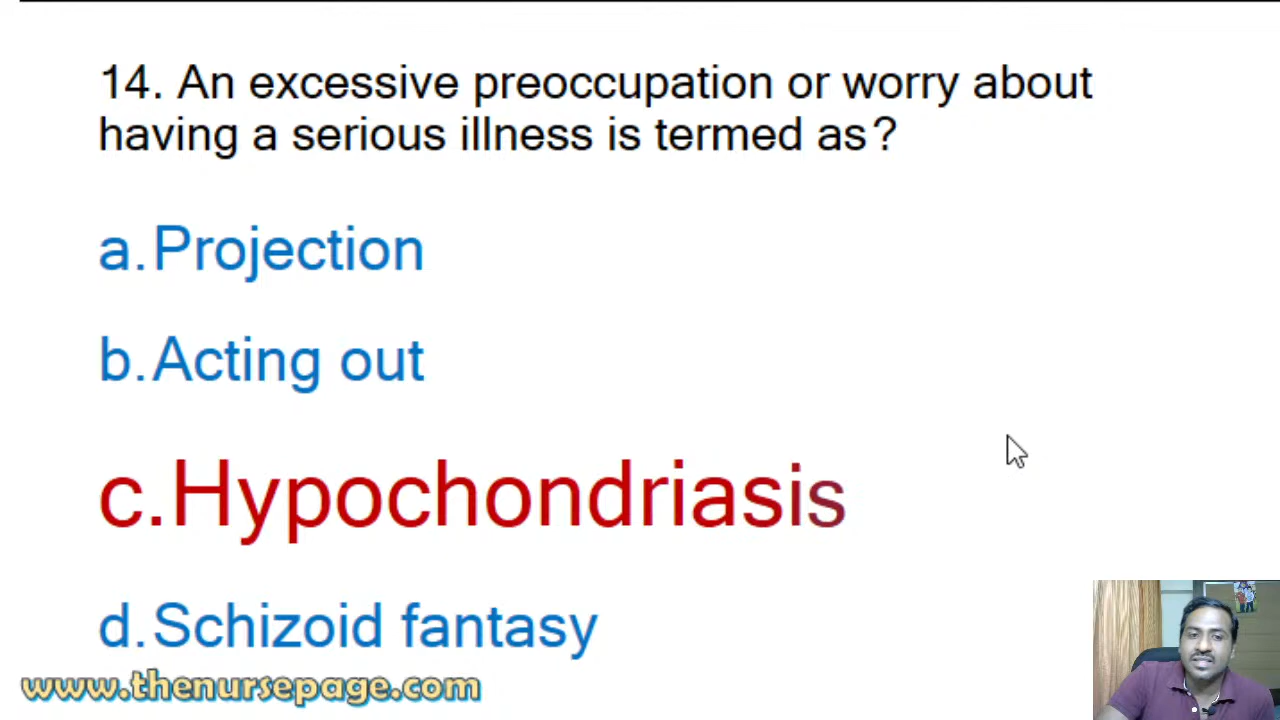 14. An excessive preoccupation or worry about
having a serious illness is termed as?
a.Projection
b.Acting out
c.Hypochondriasis
d.Schizoid fantasy
www.thenursepage.com